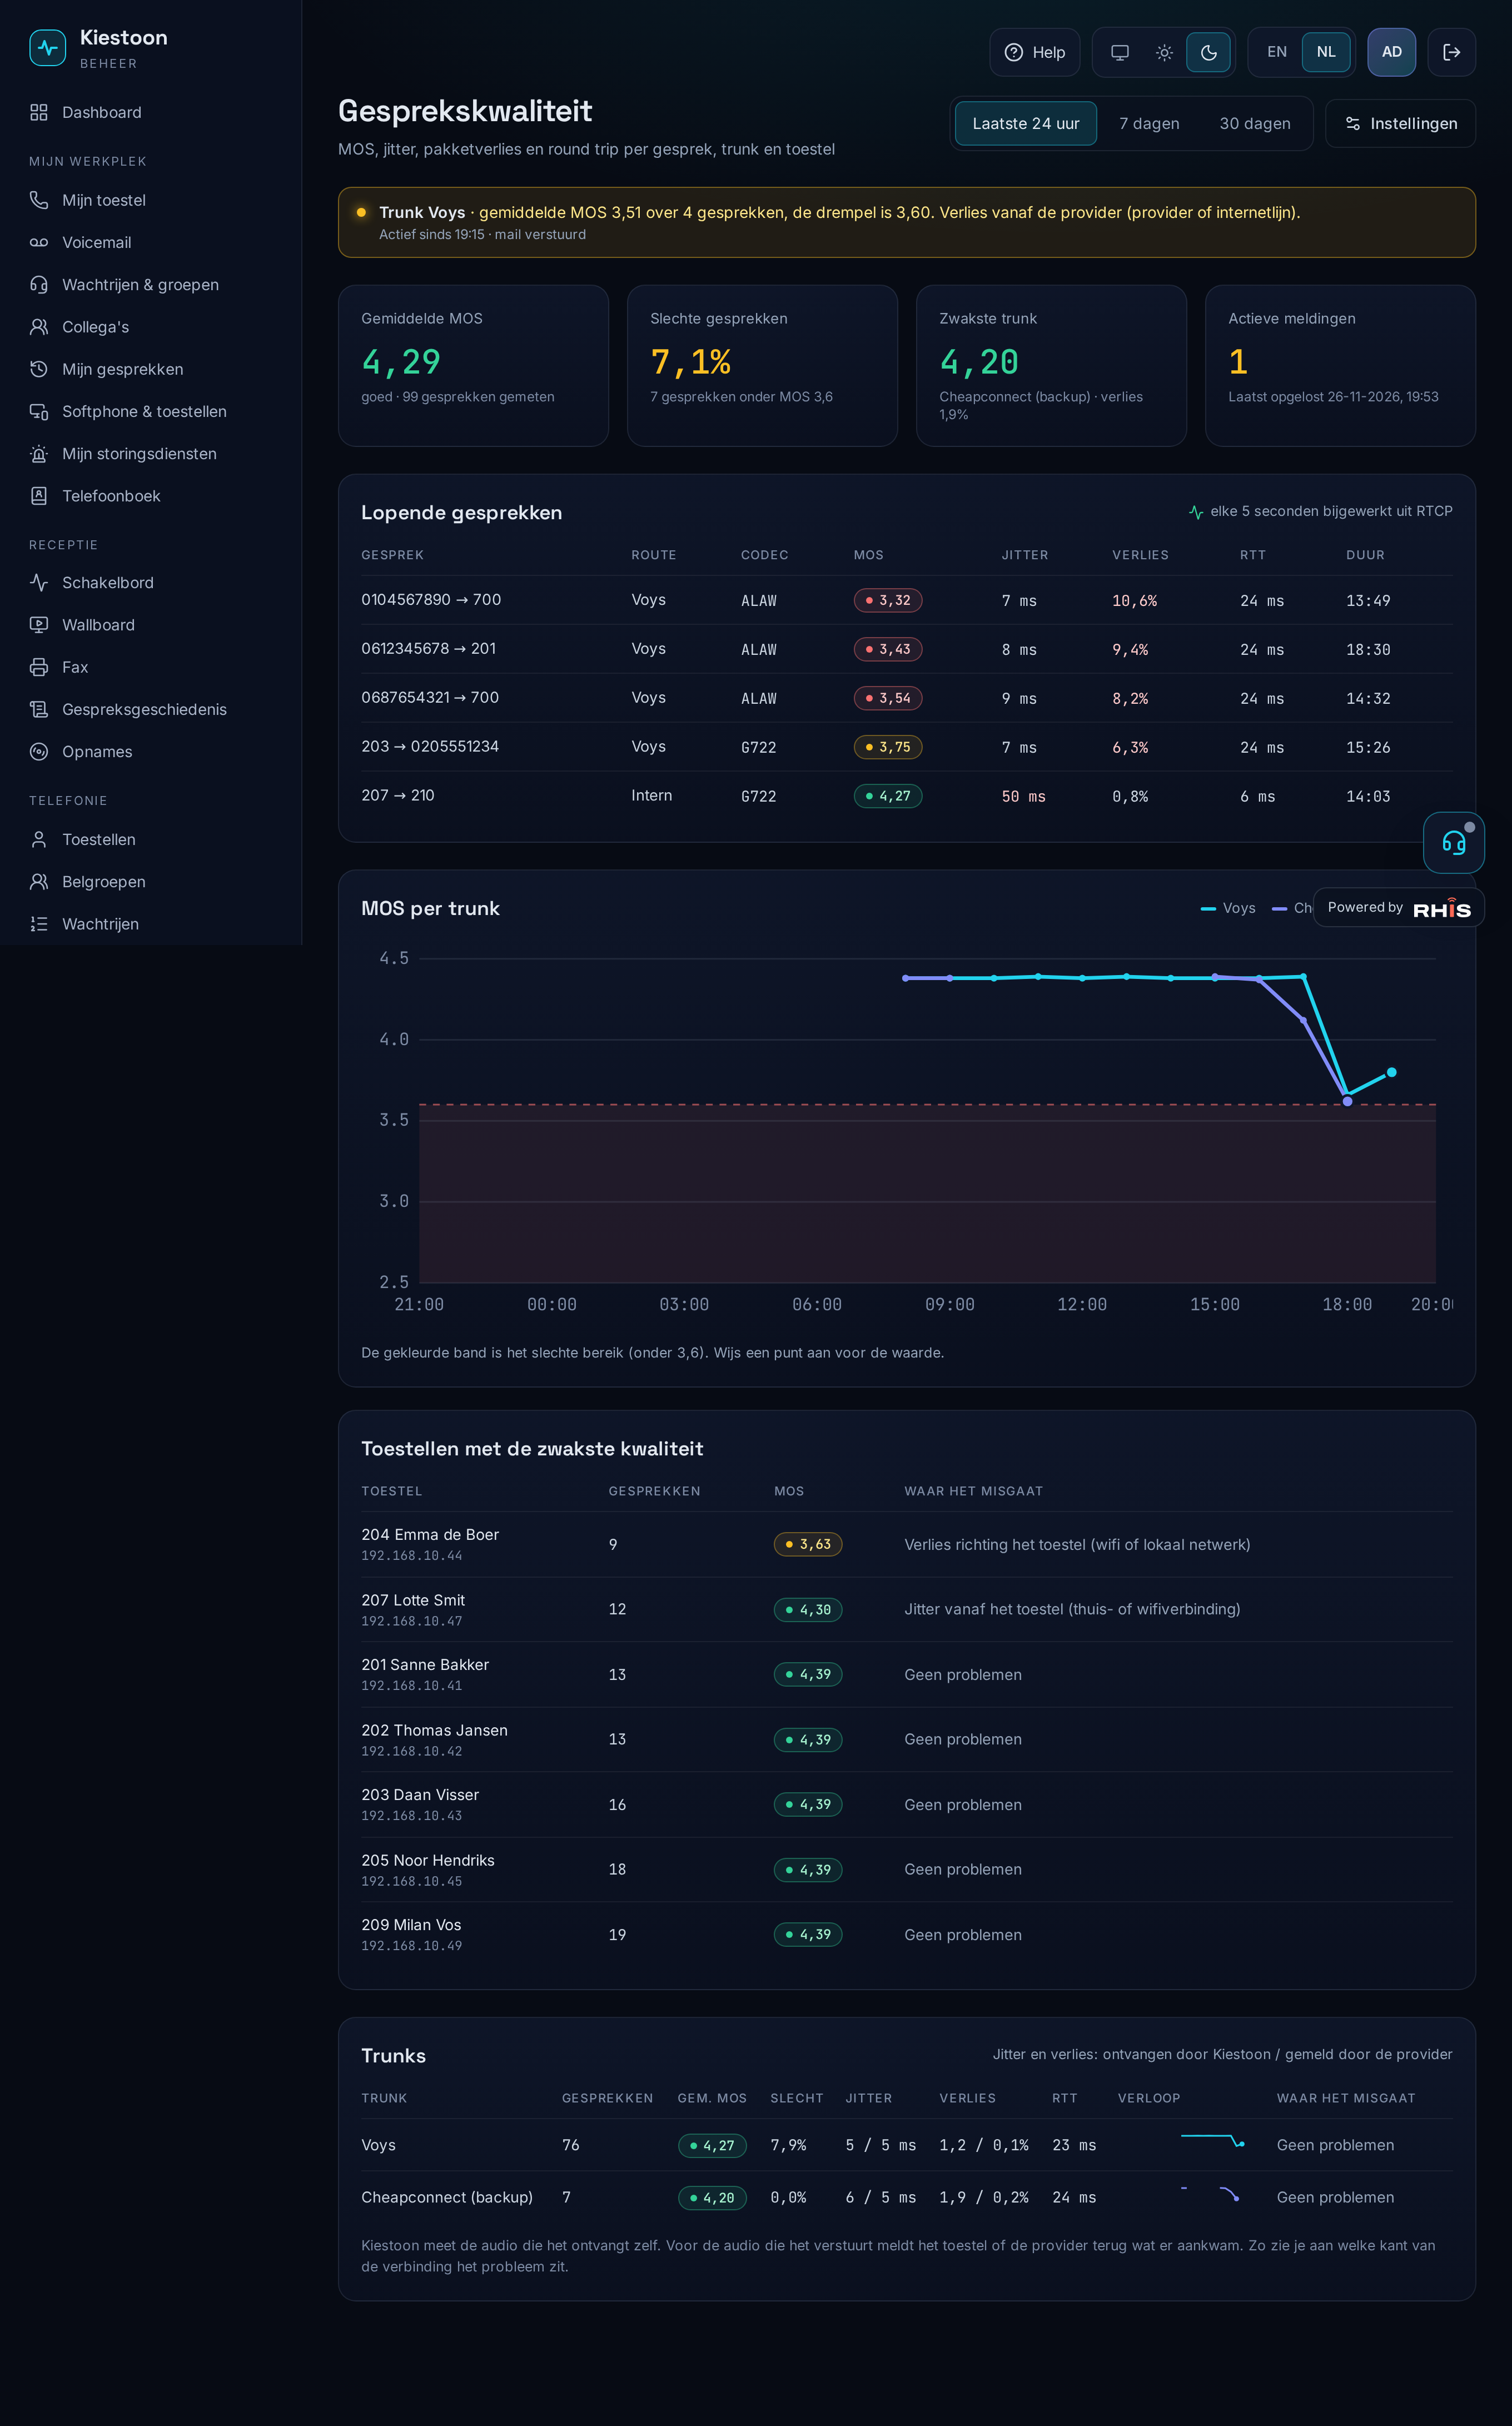 Kiestoon
BEHEER
Dashboard
MIJN WERKPLEK
Mijn toestel
Voicemail
Wachtrijen & groepen
Collega's
Mijn gesprekken
Softphone & toestellen
Mijn storingsdiensten
Telefoonboek
RECEPTIE
Schakelbord
Wallboard
Fax
Gespreksgeschiedenis
Opnames
TELEFONIE
Toestellen
Belgroepen
Wachtrijen
Help
EN NL
AD
Gesprekskwaliteit
MOS, jitter, pakketverlies en round trip per gesprek, trunk en toestel
Laatste 24 uur 7 dagen 30 dagen
Instellingen
Trunk Voys · gemiddelde MOS 3,51 over 4 gesprekken, de drempel is 3,60. Verlies vanaf de provider (provider of internetlijn).
Actief sinds 19:15 · mail verstuurd
Gemiddelde MOS
4,29
goed · 99 gesprekken gemeten
Slechte gesprekken
7,1%
7 gesprekken onder MOS 3,6
Zwakste trunk
4,20
Cheapconnect (backup) · verlies
1,9%
Actieve meldingen
1
Laatst opgelost 26-11-2026, 19:53
Lopende gesprekken
elke 5 seconden bijgewerkt uit RTCP
GESPREK ROUTE CODEC MOS JITTER VERLIES RTT DUUR
0104567890 → 700 Voys ALAW 3,32 7 ms 10,6% 24 ms 13:49
0612345678 → 201 Voys ALAW 3,43 8 ms 9,4% 24 ms 18:30
0687654321 → 700 Voys ALAW 3,54 9 ms 8,2% 24 ms 14:32
203 → 0205551234 Voys G722 3,75 7 ms 6,3% 24 ms 15:26
207 → 210 Intern G722 4,27 50 ms 0,8% 6 ms 14:03
MOS per trunk
Voys Ch
Powered by RHiS
4.5
4.0
3.5
3.0
2.5
21:00 00:00 03:00 06:00 09:00 12:00 15:00 18:00 20:0
De gekleurde band is het slechte bereik (onder 3,6). Wijs een punt aan voor de waarde.
Toestellen met de zwakste kwaliteit
TOESTEL GESPREKKEN MOS WAAR HET MISGAAT
204 Emma de Boer 9 3,63 Verlies richting het toestel (wifi of lokaal netwerk)
192.168.10.44
207 Lotte Smit 12 4,30 Jitter vanaf het toestel (thuis- of wifiverbinding)
192.168.10.47
201 Sanne Bakker 13 4,39 Geen problemen
192.168.10.41
202 Thomas Jansen 13 4,39 Geen problemen
192.168.10.42
203 Daan Visser 16 4,39 Geen problemen
192.168.10.43
205 Noor Hendriks 18 4,39 Geen problemen
192.168.10.45
209 Milan Vos 19 4,39 Geen problemen
192.168.10.49
Trunks
Jitter en verlies: ontvangen door Kiestoon / gemeld door de provider
TRUNK GESPREKKEN GEM. MOS SLECHT JITTER VERLIES RTT VERLOOP WAAR HET MISGAAT
Voys 76 4,27 7,9% 5 / 5 ms 1,2 / 0,1% 23 ms Geen problemen
Cheapconnect (backup) 7 4,20 0,0% 6 / 5 ms 1,9 / 0,2% 24 ms Geen problemen
Kiestoon meet de audio die het ontvangt zelf. Voor de audio die het verstuurt meldt het toestel of de provider terug wat er aankwam. Zo zie je aan welke kant van
de verbinding het probleem zit.